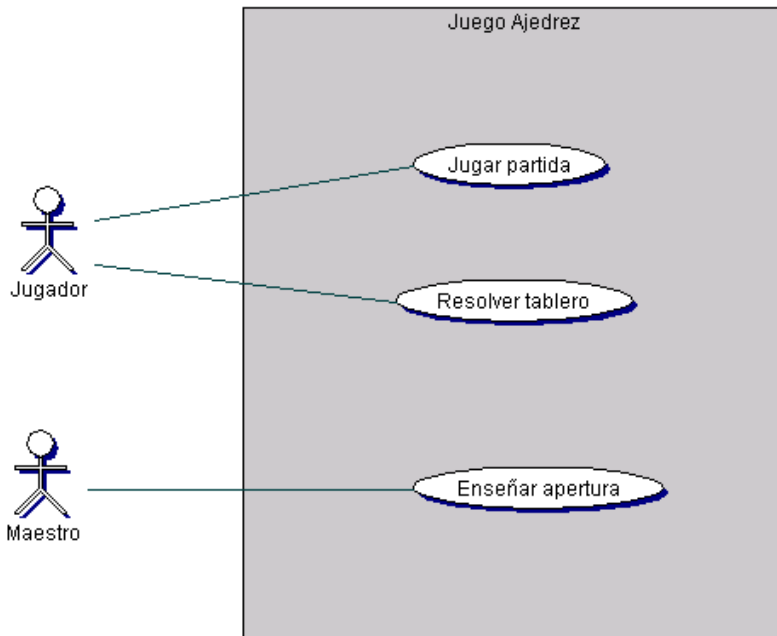 Juego Ajedrez
Jugar partida
Jugador
Resolver tablero
Enseñar apertura
Maestro